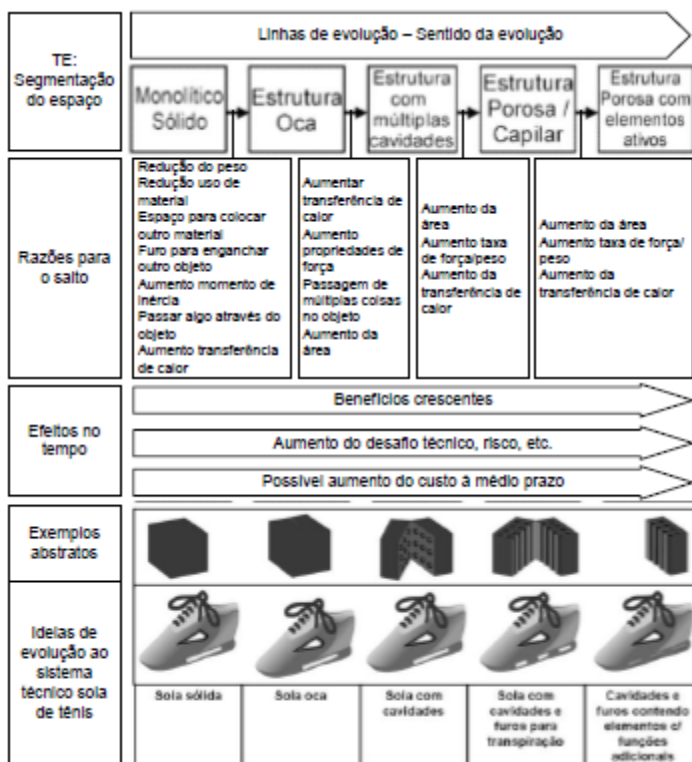 TE:
Segmentação
do espaço
Linhas de evolução – Sentido da evolução
Monolítico
Sólido
Estrutura
Oca
Estrutura
com
múltiplas
cavidades
Estrutura
Porosa /
Capilar
Estrutura
Porosa com
elementos
ativos
Razões para
o salto
Redução do peso
Redução uso de
material
Espaço para colocar
outro material
Furo para enganchar
outro objeto
Aumento momento de
inércia
Passar algo através do
objeto
Aumento transferência
de calor
Aumentar
transferência de
calor
Aumento
propriedades de
força
Passagem de
múltiplas coisas
no objeto
Aumento da
área
Aumento da
área
Aumento taxa
de força/peso
Aumento da
transferência de
calor
Aumento da área
Aumento taxa de força/
peso
Aumento da
transferência de calor
Efeitos no
tempo
Benefícios crescentes
Aumento do desafio técnico, risco, etc.
Possível aumento do custo à médio prazo
Exemplos
abstratos
Ideias de
evolução ao
sistema
técnico sola
de tênis
Sola sólida
Sola oca
Sola com
cavidades
Sola com
cavidades e
furos para
transpiração
Cavidades e
furos contendo
elementos c/
funções
adicionais